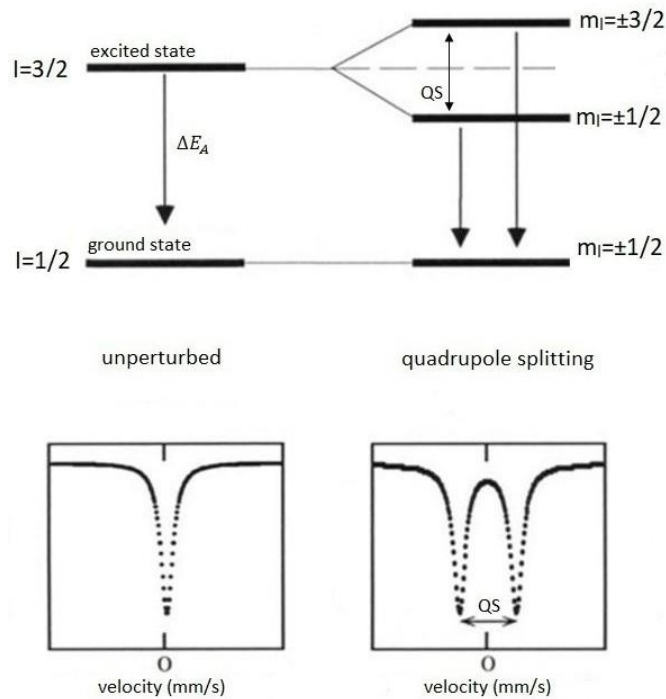 excited state
I=3/2
ΔE_A
ground state
I=1/2
m_I=±3/2
QS
m_I=±1/2
m_I=±1/2
unperturbed
quadrupole splitting
0
velocity (mm/s)
QS
0
velocity (mm/s)